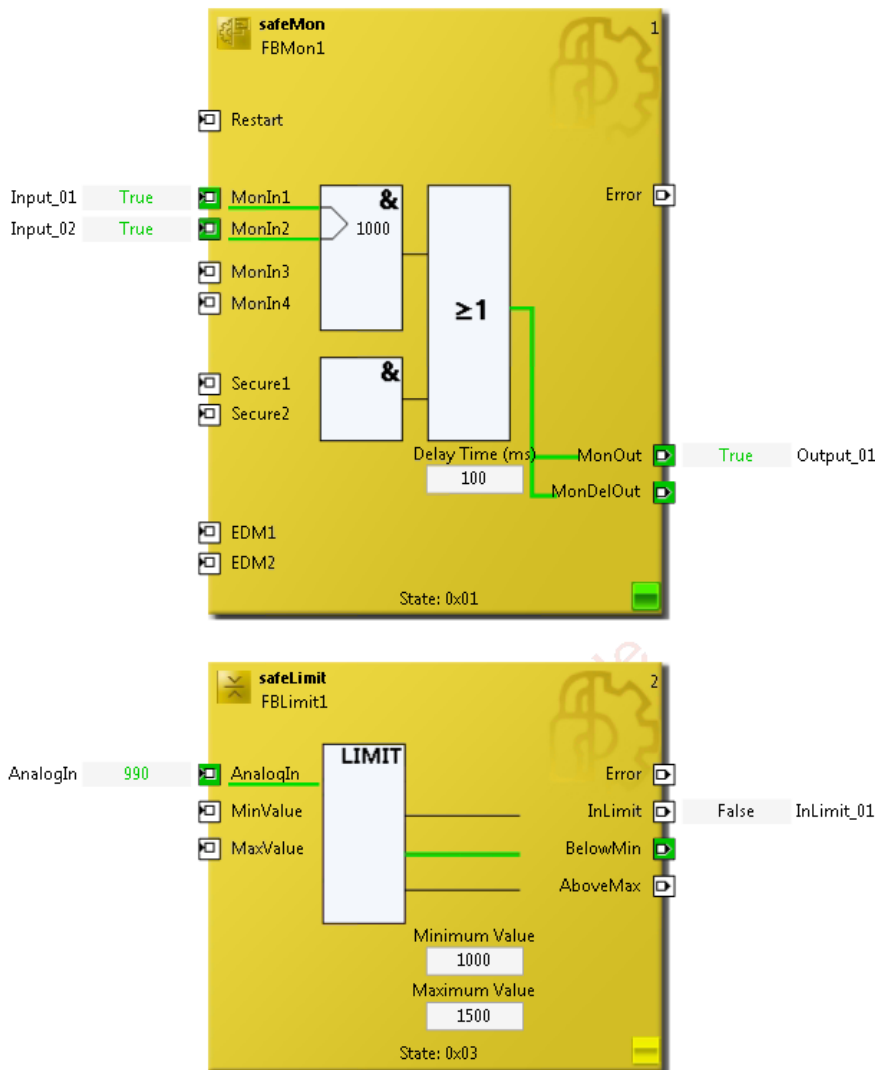 safeMon 1
FBMon1
Restart
Input_01 True MonIn1 & Error
Input_02 True MonIn2 1000
MonIn3
MonIn4 ≥1
&
Secure1
Secure2
Delay Time (ms) MonOut True Output_01
100 MonDelOut
EDM1
EDM2
State: 0x01
safeLimit 2
FBLimit1
LIMIT
AnalogIn 990 AnalogIn Error
MinValue InLimit False InLimit_01
MaxValue BelowMin
AboveMax
Minimum Value
1000
Maximum Value
1500
State: 0x03